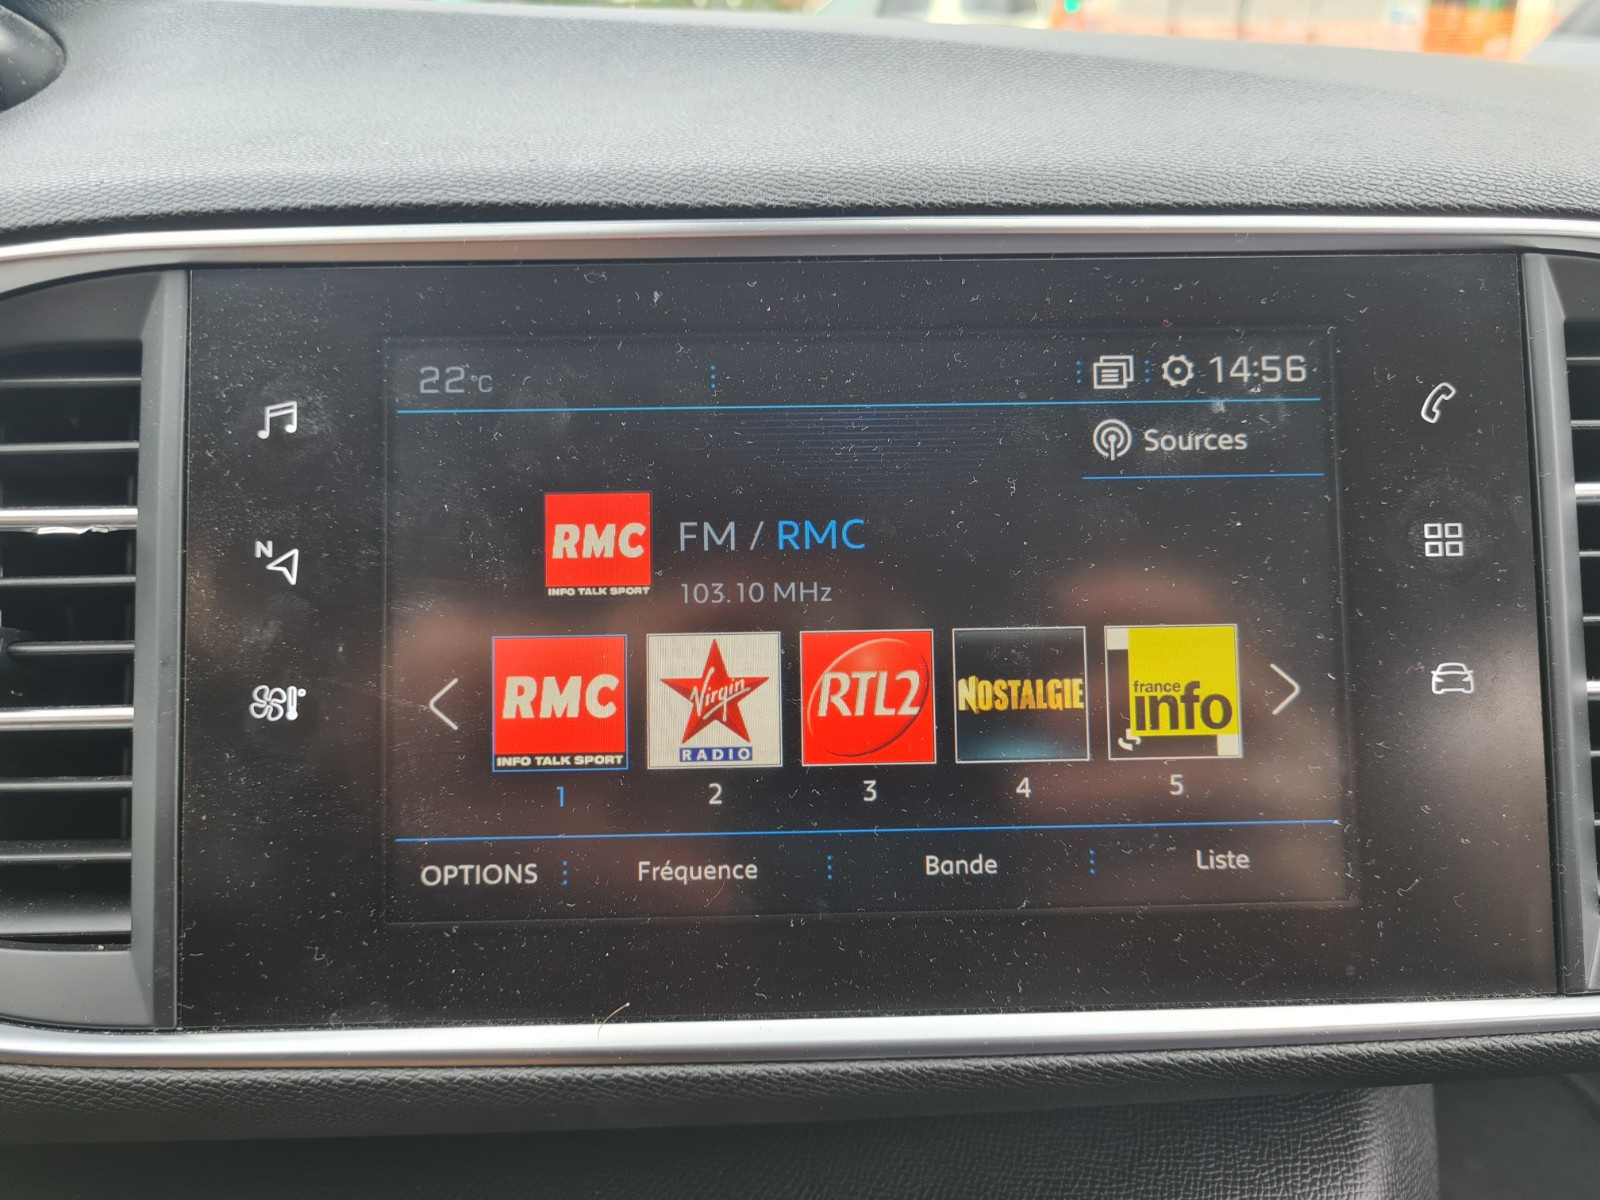 22°C
14:56
Sources
RMC
INFO TALK SPORT
FM / RMC
103.10 MHz
N
RMC
INFO TALK SPORT
Virgin
RADIO
RTL2
NOSTALGIE
france
info
1
2
3
4
5
OPTIONS
Fréquence
Bande
Liste